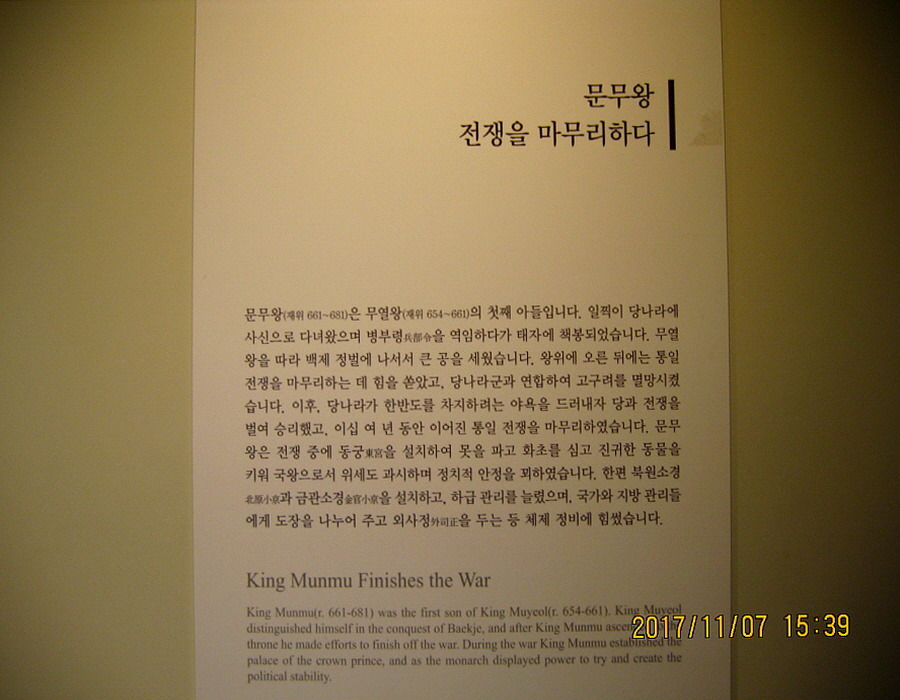 문무왕
전쟁을 마무리하다
문무왕(재위 661~681)은 무열왕(재위 654~661)의 첫째 아들입니다. 일찍이 당나라에
사신으로 다녀왔으며 병부령兵部令을 역임하다가 태자에 책봉되었습니다. 무열
왕을 따라 백제 정벌에 나서서 큰 공을 세웠습니다. 왕위에 오른 뒤에는 통일
전쟁을 마무리하는 데 힘을 쏟았고, 당나라군과 연합하여 고구려를 멸망시켰
습니다. 이후, 당나라가 한반도를 차지하려는 야욕을 드러내자 당과 전쟁을
벌여 승리했고, 이십 여 년 동안 이어진 통일 전쟁을 마무리하였습니다. 문무
왕은 전쟁 중에 동궁東宮을 설치하여 못을 파고 화초를 심고 진귀한 동물을
키워 국왕으로서 위세도 과시하며 정치적 안정을 꾀하였습니다. 한편 북원소경
北原小京과 금관소경金官小京을 설치하고, 하급 관리를 늘렸으며, 국가와 지방 관리들
에게 도장을 나누어 주고 외사정外司正을 두는 등 체제 정비에 힘썼습니다.
King Munmu Finishes the War
King Munmu(r. 661-681) was the first son of King Muyeol(r. 654-661). King Muyeol
distinguished himself in the conquest of Baekje, and after King Munmu
throne he made efforts to finish off the war. During the war King Munmu established the
palace of the crown prince, and as the monarch displayed power to try and create the
political stability.
2017/11/07 15:39